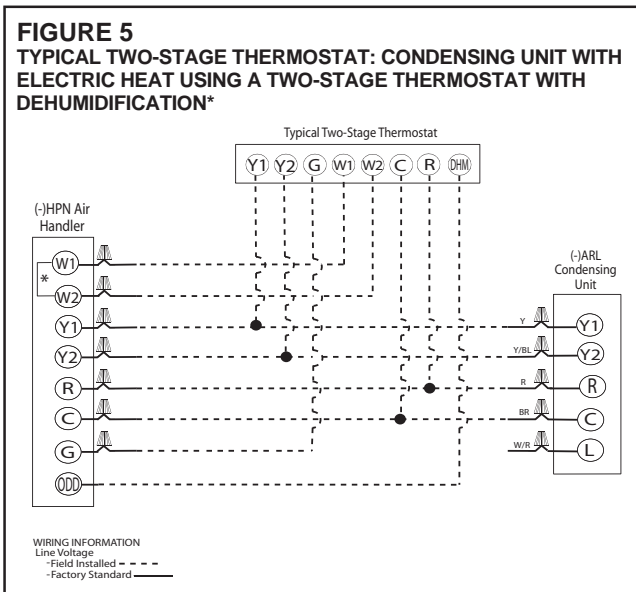 FIGURE 5
TYPICAL TWO-STAGE THERMOSTAT: CONDENSING UNIT WITH
ELECTRIC HEAT USING A TWO-STAGE THERMOSTAT WITH
DEHUMIDIFICATION*
Typical Two-Stage Thermostat
Y1 Y2 G W1 W2 C R DHM
(-)HPN Air
Handler
W1
*
W2
Y1
Y2
R
C
G
ODD
(-)ARL
Condensing
Unit
Y Y1
Y/BL Y2
R R
BR C
W/R L
WIRING INFORMATION
Line Voltage
-Field Installed
-Factory Standard